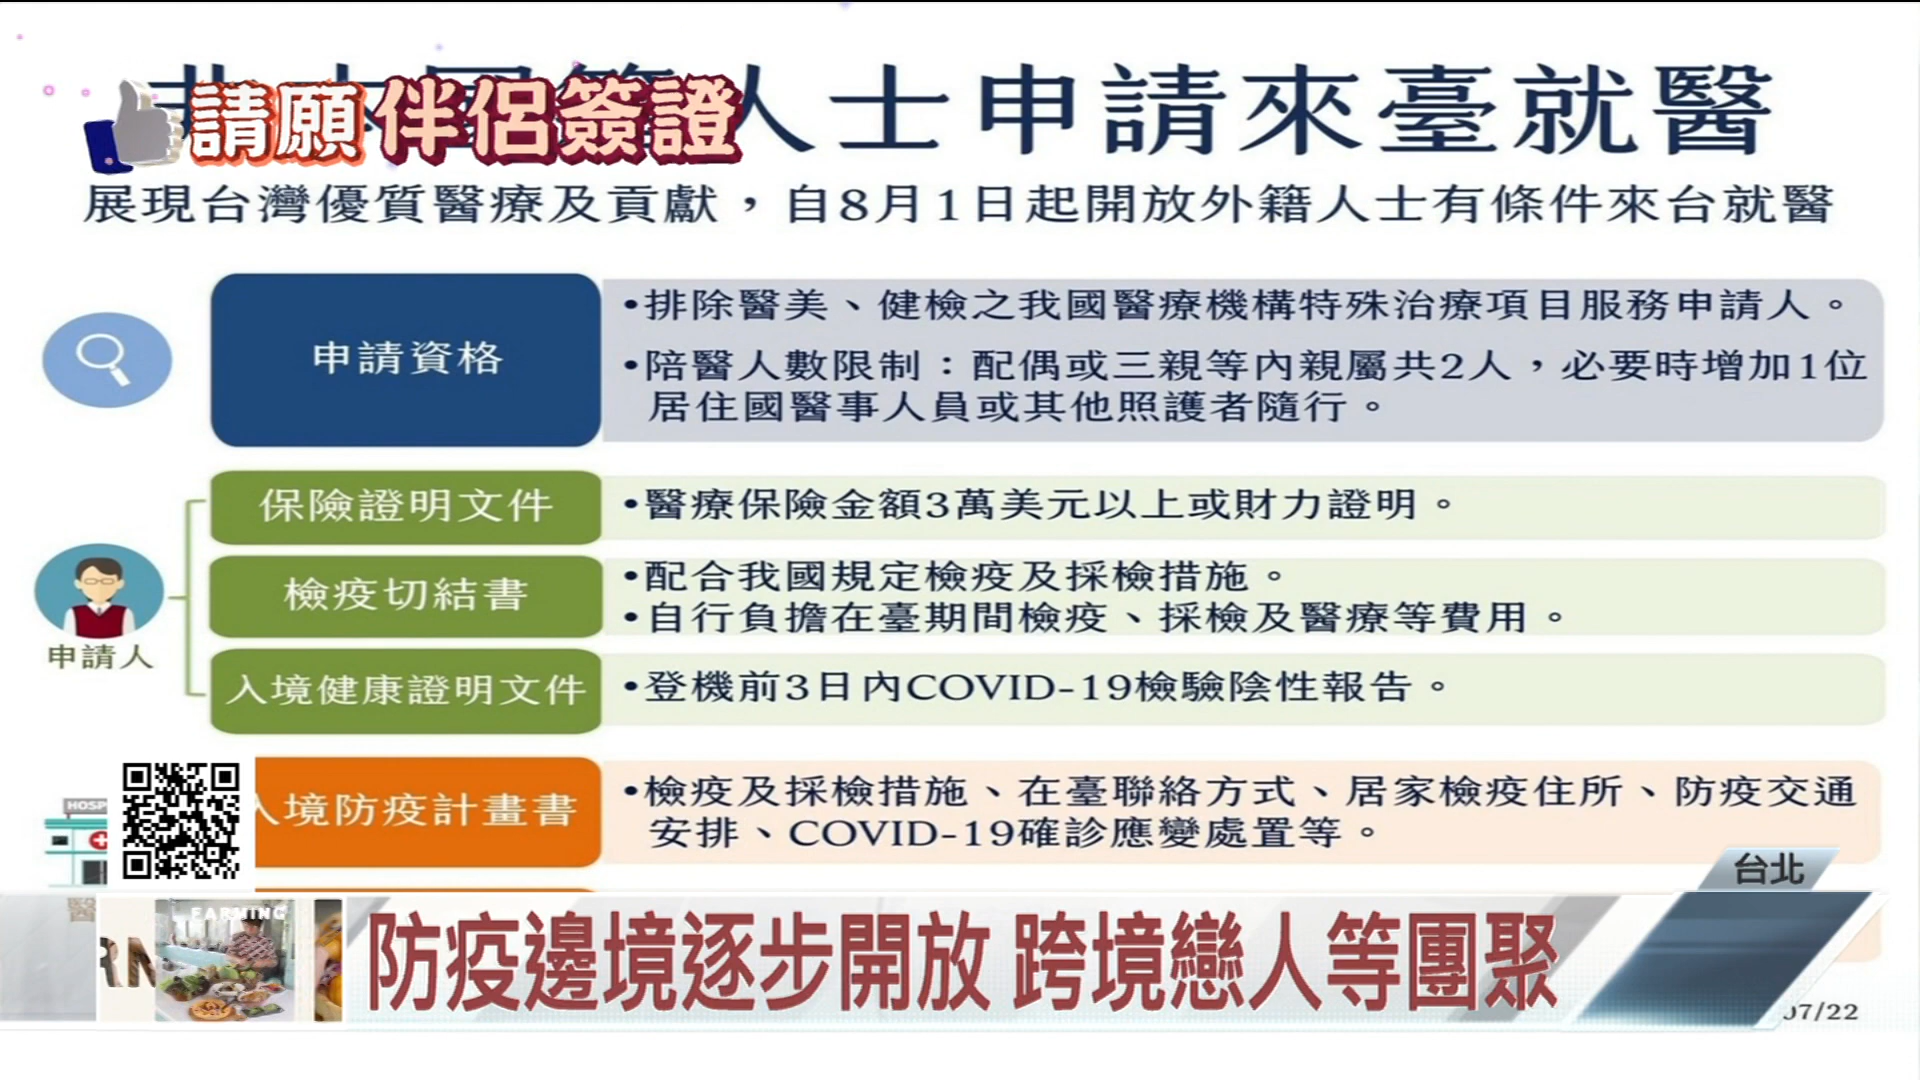 請願 伴侶簽證
人士申請來臺就醫
展現台灣優質醫療及貢獻，自8月1日起開放外籍人士有條件來台就醫
申請資格
•排除醫美、健檢之我國醫療機構特殊治療項目服務申請人。
•陪醫人數限制：配偶或三親等內親屬共2人，必要時增加1位
居住國醫事人員或其他照護者隨行。
申請人
保險證明文件
•醫療保險金額3萬美元以上或財力證明。
檢疫切結書
•配合我國規定檢疫及採檢措施。
•自行負擔在臺期間檢疫、採檢及醫療等費用。
入境健康證明文件
•登機前3日內COVID-19檢驗陰性報告。
HOSP
入境防疫計畫書
•檢疫及採檢措施、在臺聯絡方式、居家檢疫住所、防疫交通
安排、COVID-19確診應變處置等。
台北
防疫邊境逐步開放 跨境戀人等團聚
07/22